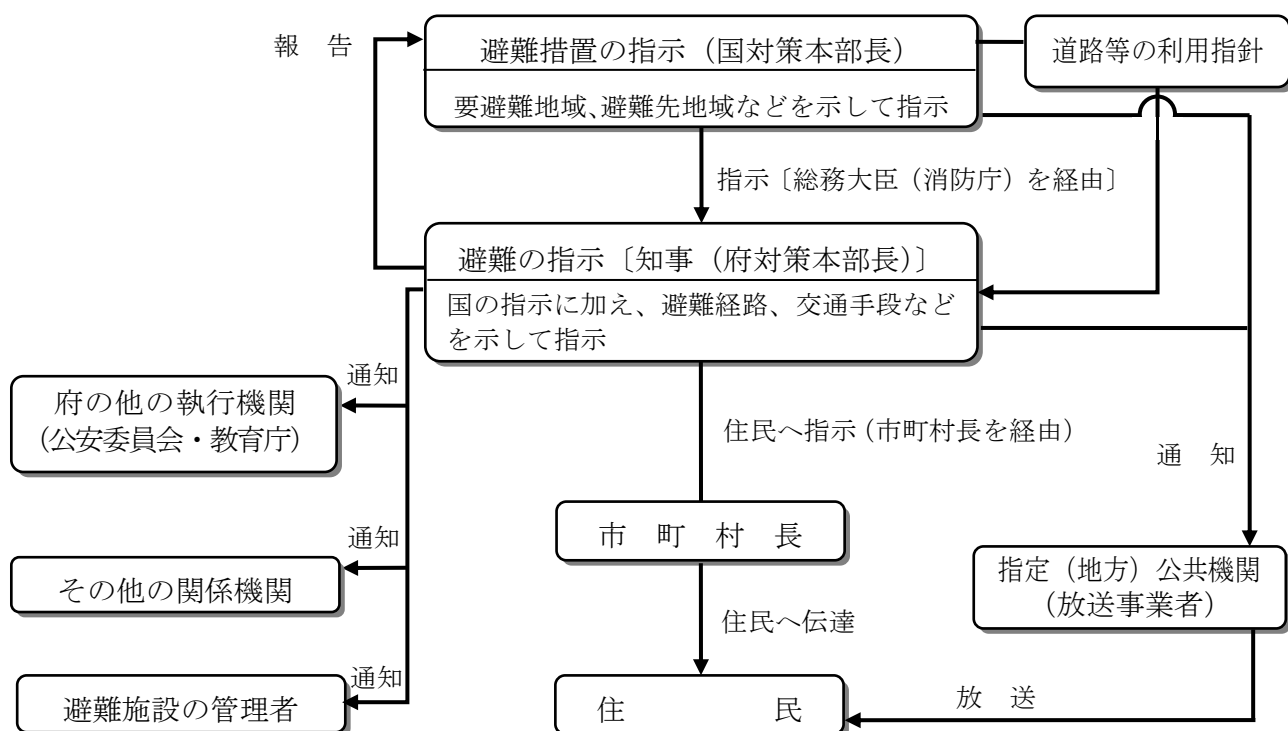 報　告
避難措置の指示（国対策本部長）
要避難地域、避難先地域などを示して指示
道路等の利用指針
指示〔総務大臣（消防庁）を経由〕
避難の指示〔知事（府対策本部長）〕
国の指示に加え、避難経路、交通手段など
を示して指示
通知
府の他の執行機関
（公安委員会・教育庁）
住民へ指示（市町村長を経由）
通　知
市　町　村　長
通知
その他の関係機関
指定（地方）公共機関
（放送事業者）
住民へ伝達
通知
避難施設の管理者
住　　　　民
放　送